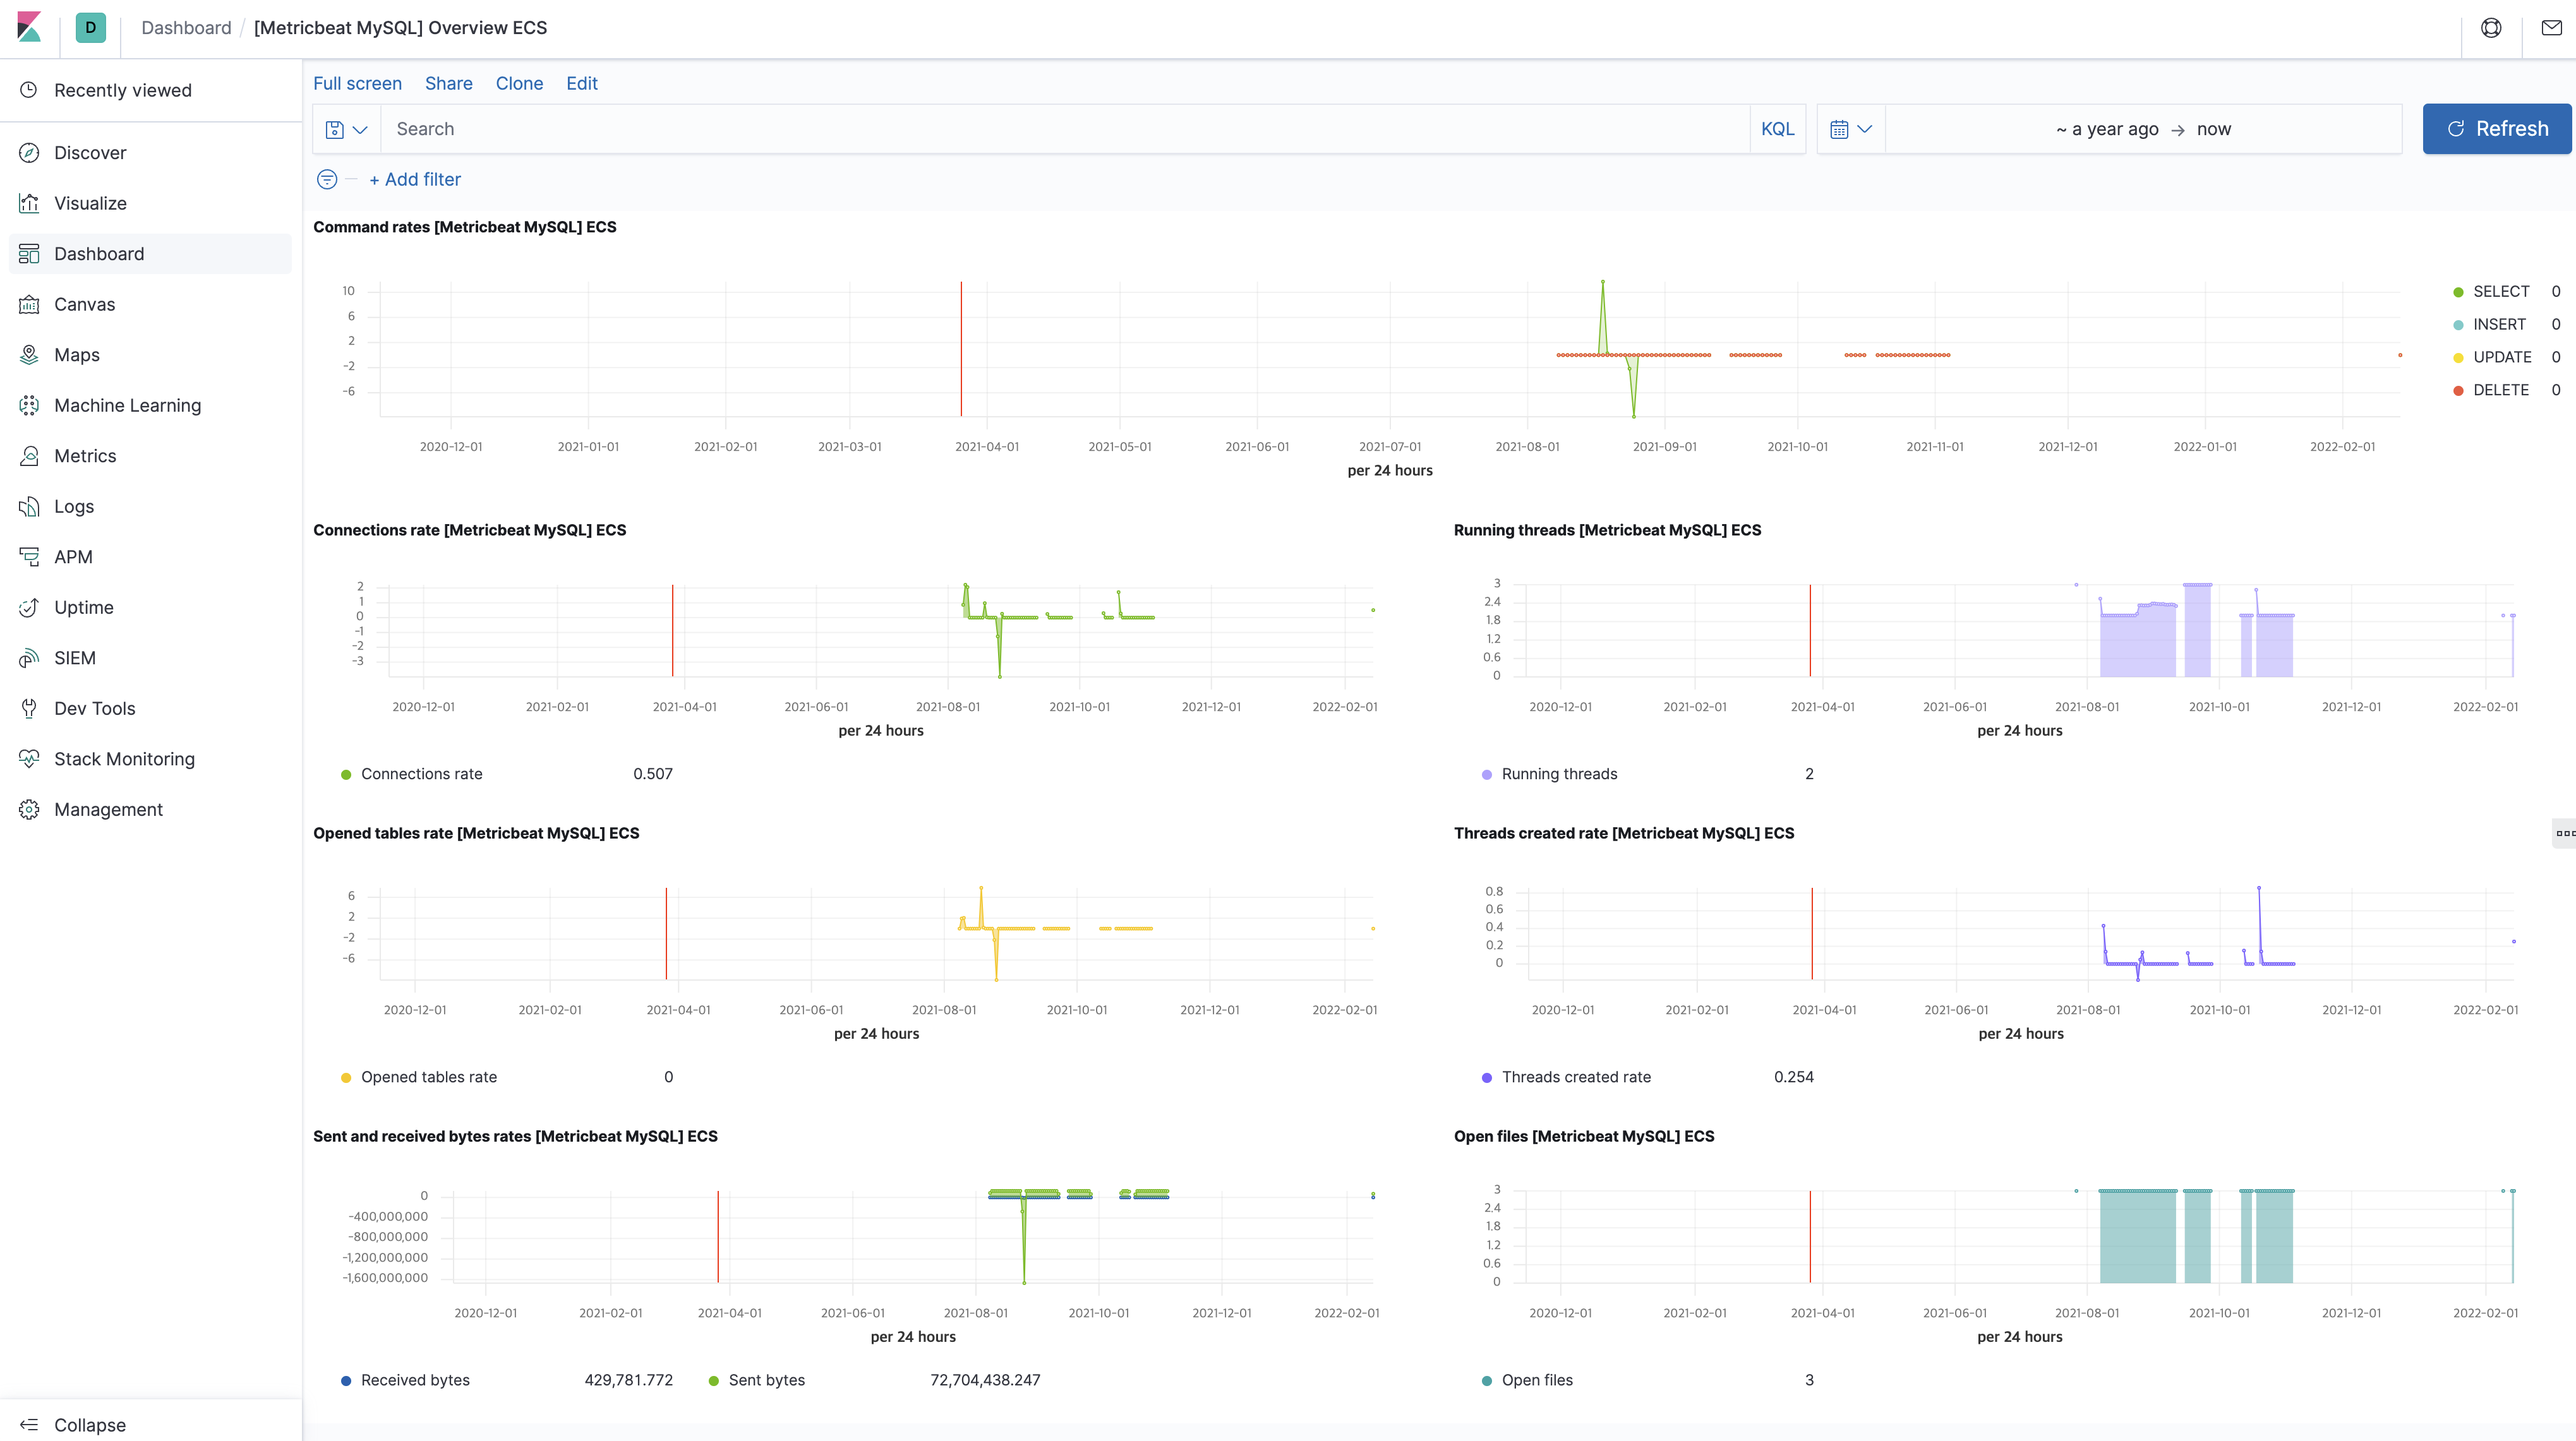 D Dashboard / [Metricbeat MySQL] Overview ECS
Recently viewed
Discover
Visualize
Dashboard
Canvas
Maps
Machine Learning
Metrics
Logs
APM
Uptime
SIEM
Dev Tools
Stack Monitoring
Management
Collapse
Full screen Share Clone Edit
Search KQL ~ a year ago → now Refresh
+ Add filter
Command rates [Metricbeat MySQL] ECS
10
6
2
-2
-6
2020-12-01 2021-01-01 2021-02-01 2021-03-01 2021-04-01 2021-05-01 2021-06-01 2021-07-01 2021-08-01 2021-09-01 2021-10-01 2021-11-01 2021-12-01 2022-01-01 2022-02-01
per 24 hours
SELECT 0
INSERT 0
UPDATE 0
DELETE 0
Connections rate [Metricbeat MySQL] ECS
2
1
0
-1
-2
-3
2020-12-01 2021-02-01 2021-04-01 2021-06-01 2021-08-01 2021-10-01 2021-12-01 2022-02-01
per 24 hours
Connections rate 0.507
Running threads [Metricbeat MySQL] ECS
3
2.4
1.8
1.2
0.6
0
2020-12-01 2021-02-01 2021-04-01 2021-06-01 2021-08-01 2021-10-01 2021-12-01 2022-02-01
per 24 hours
Running threads 2
Opened tables rate [Metricbeat MySQL] ECS
6
2
-2
-6
2020-12-01 2021-02-01 2021-04-01 2021-06-01 2021-08-01 2021-10-01 2021-12-01 2022-02-01
per 24 hours
Opened tables rate 0
Threads created rate [Metricbeat MySQL] ECS
0.8
0.6
0.4
0.2
0
2020-12-01 2021-02-01 2021-04-01 2021-06-01 2021-08-01 2021-10-01 2021-12-01 2022-02-01
per 24 hours
Threads created rate 0.254
Sent and received bytes rates [Metricbeat MySQL] ECS
0
-400,000,000
-800,000,000
-1,200,000,000
-1,600,000,000
2020-12-01 2021-02-01 2021-04-01 2021-06-01 2021-08-01 2021-10-01 2021-12-01 2022-02-01
per 24 hours
Received bytes 429,781.772 Sent bytes 72,704,438.247
Open files [Metricbeat MySQL] ECS
3
2.4
1.8
1.2
0.6
0
2020-12-01 2021-02-01 2021-04-01 2021-06-01 2021-08-01 2021-10-01 2021-12-01 2022-02-01
per 24 hours
Open files 3